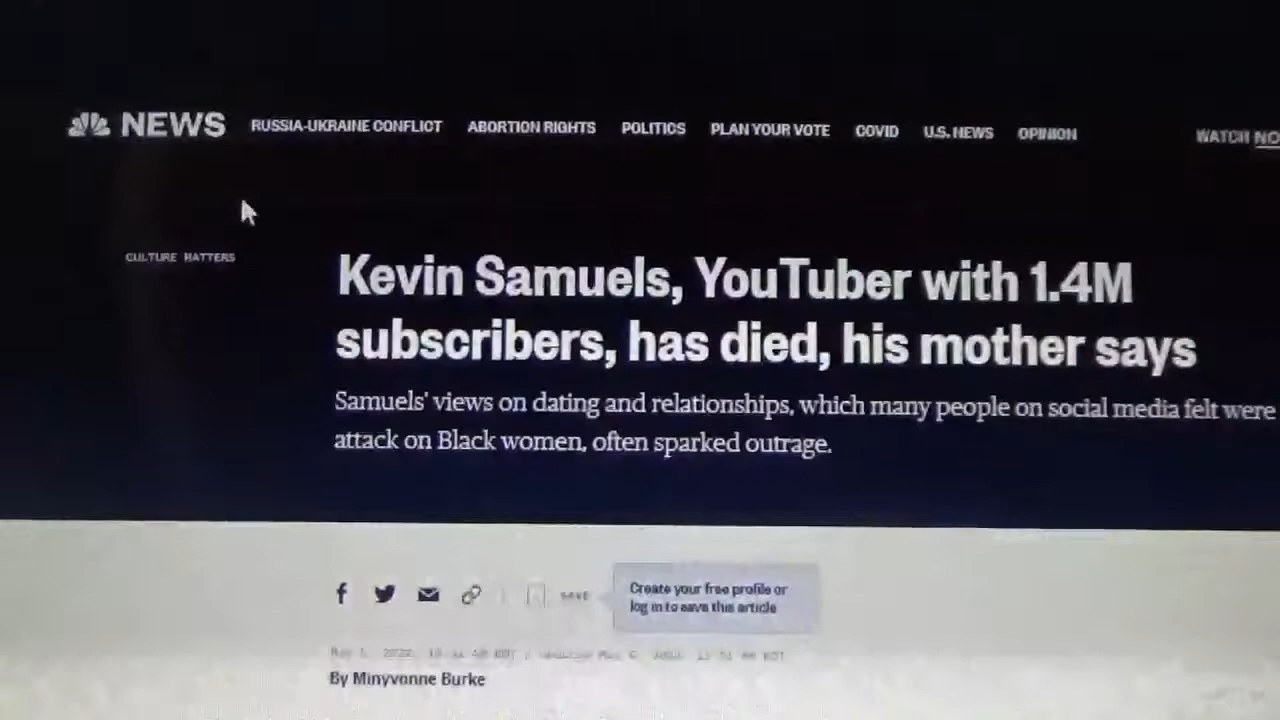 NEWS RUSSIA-UKRAINE CONFLICT ABORTION RIGHTS POLITICS PLAN YOUR VOTE COVID U.S. NEWS OPINION WATCH NO
CULTURE MATTERS
Kevin Samuels, YouTuber with 1.4M
subscribers, has died, his mother says
Samuels' views on dating and relationships, which many people on social media felt were
attack on Black women, often sparked outrage.
SAVE
Create your free profile or
log in to save this article
By Minyvonne Burke